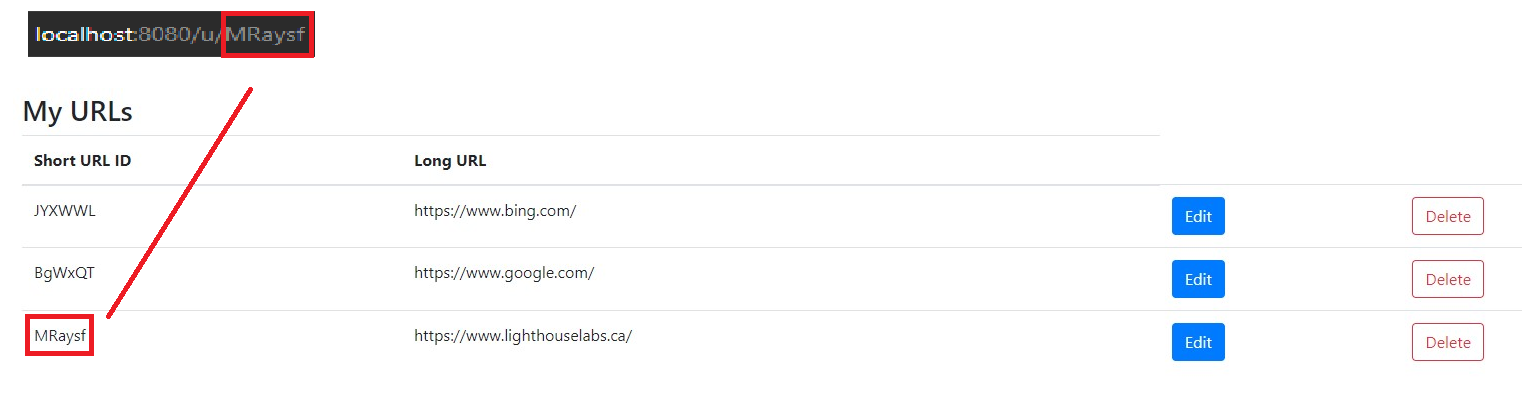 localhost:8080/u/MRaysf
My URLs
Short URL ID Long URL
JYXWWL https://www.bing.com/ Edit Delete
BgWxQT https://www.google.com/ Edit Delete
MRaysf https://www.lighthouselabs.ca/ Edit Delete